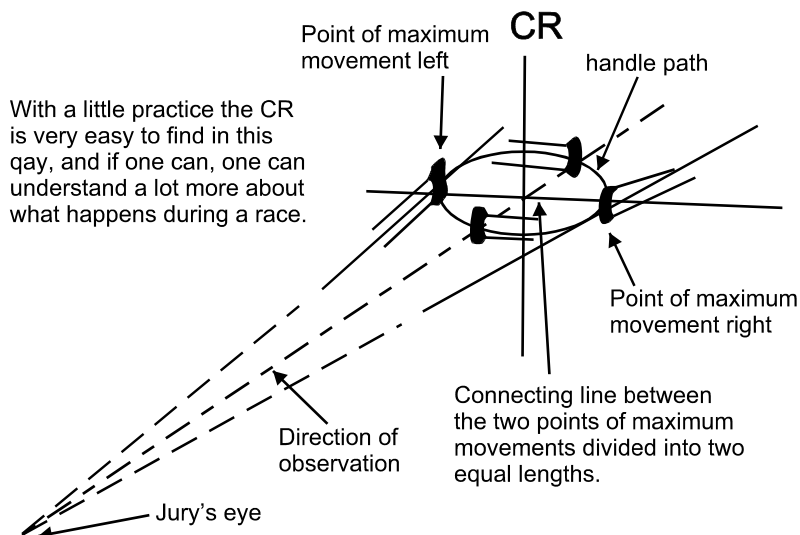 Point of maximum
movement left
CR
handle path
With a little practice the CR
is very easy to find in this
qay, and if one can, one can
understand a lot more about
what happens during a race.
Point of maximum
movement right
Connecting line between
the two points of maximum
movements divided into two
equal lengths.
Direction of
observation
Jury's eye